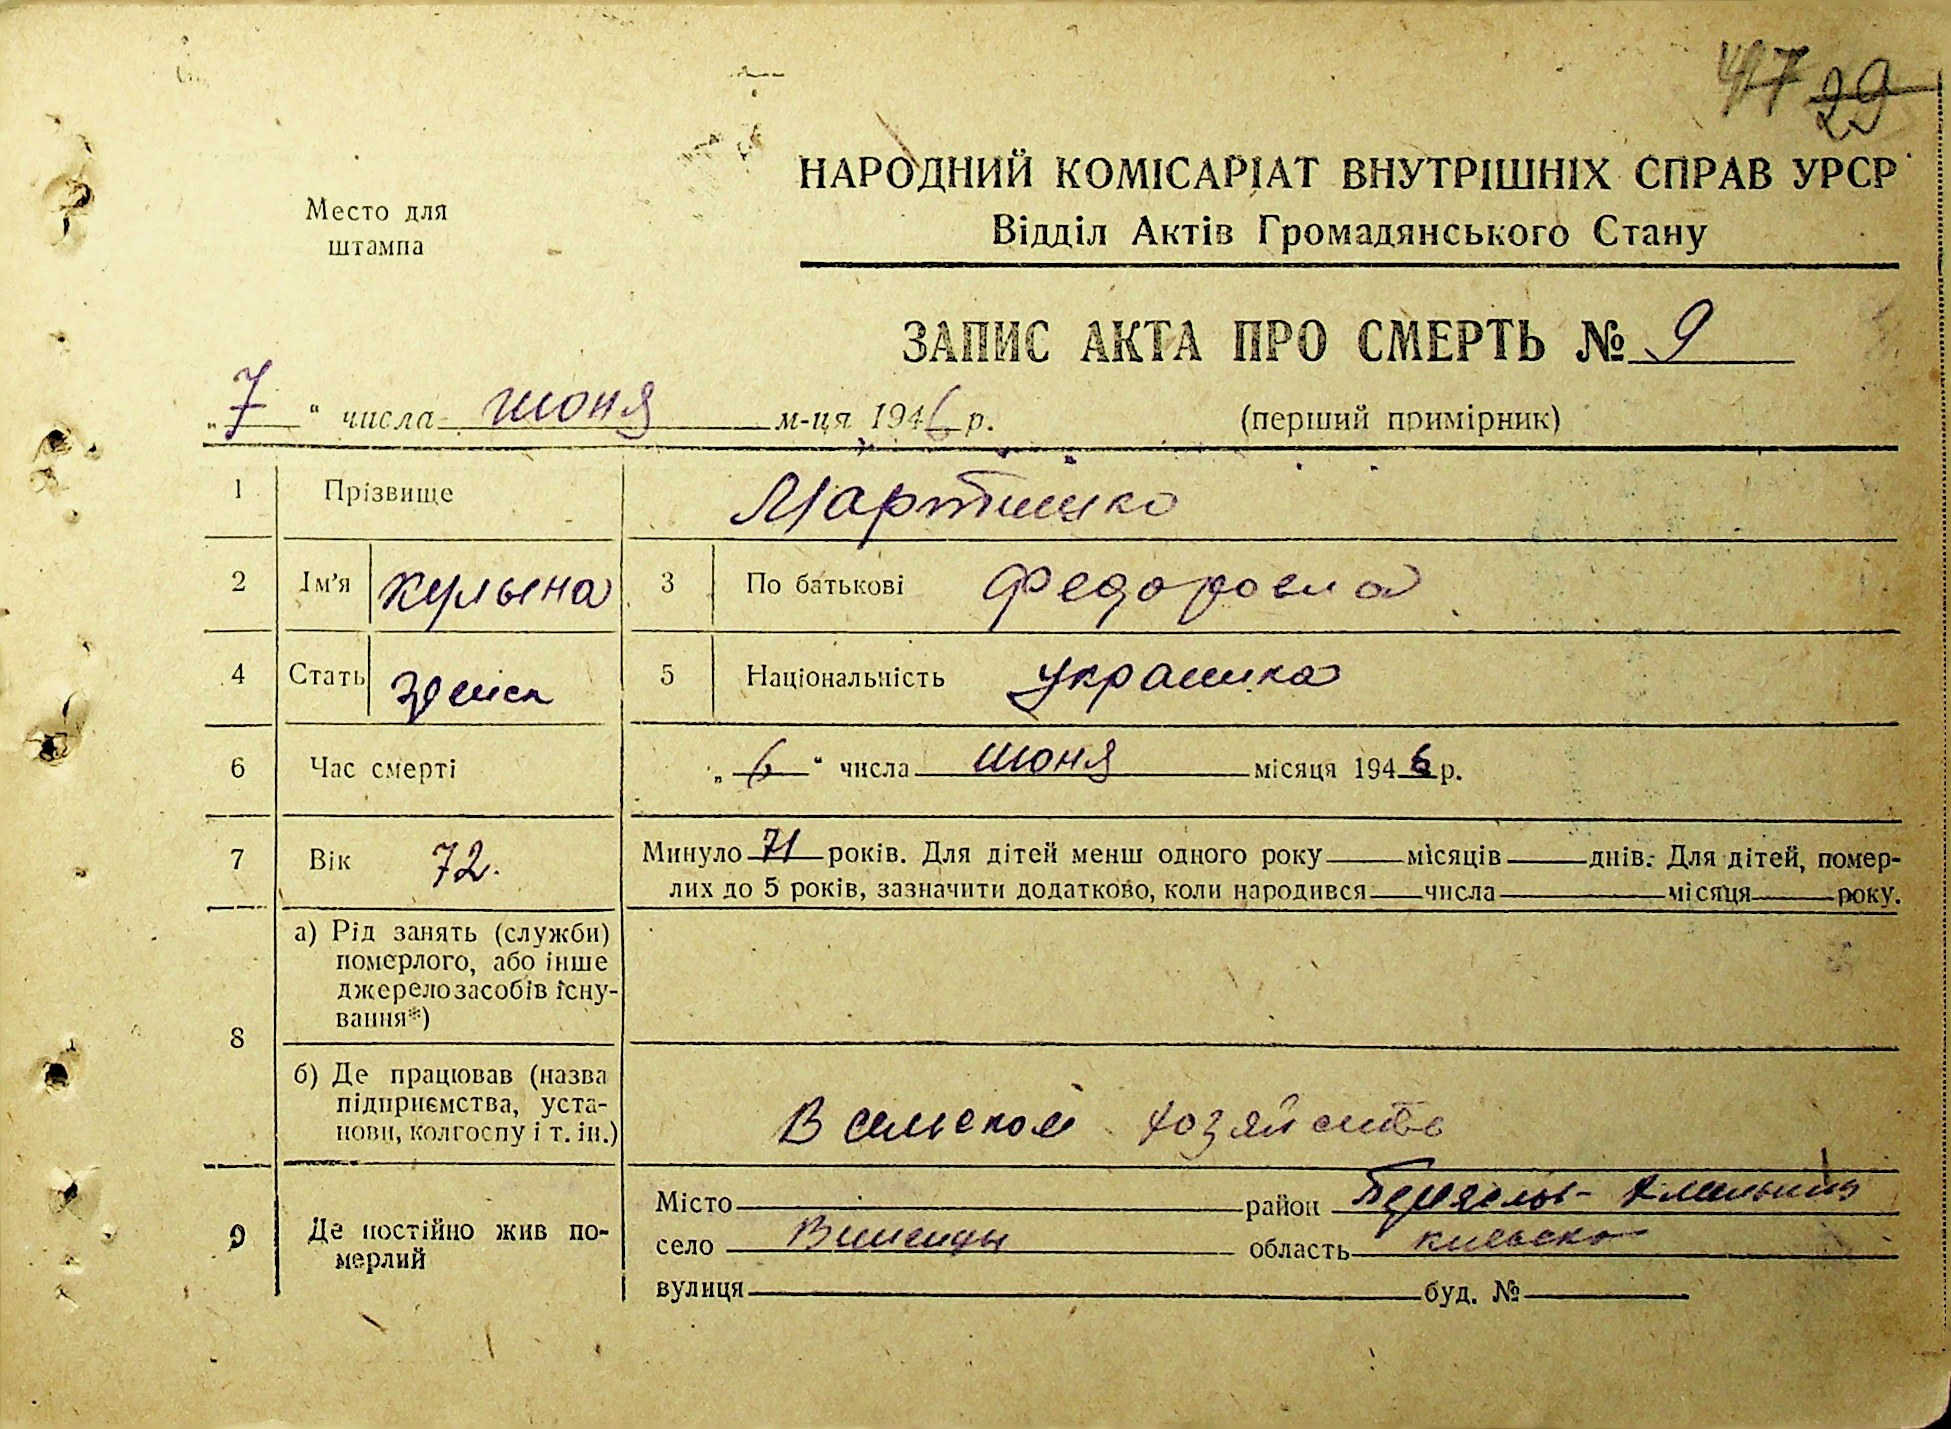 47 29
НАРОДНИЙ КОМІСАРІАТ ВНУТРІШНІХ СПРАВ УРСР
Відділ Актів Громадянського Стану
Место для
штампа
ЗАПИС АКТА ПРО СМЕРТЬ № 9
„7“ числа июня м-ця 1946 р.
(перший примірник)
1 Прізвище
2 Ім'я Кулына 3 По батькові Федоровна
4 Стать женск 5 Національність украинка
6 Час смерті „6“ числа июня місяця 1946 р.
7 Вік 72. Минуло 71 років. Для дітей менш одного року місяців днів. Для дітей, помер-
лих до 5 років, зазначити додатково, коли народився числа місяця року.
8 а) Рід занять (служби)
померлого, або інше
джерело засобів існу-
вання*)
б) Де працював (назва
підприємства, уста-
нови, колгоспу і т. ін.)
В сельском хозяйстве
9 Де постійно жив по-
мерлий
Місто район Переяслав-Хмельниц
село область Киевска
вулиця буд. №